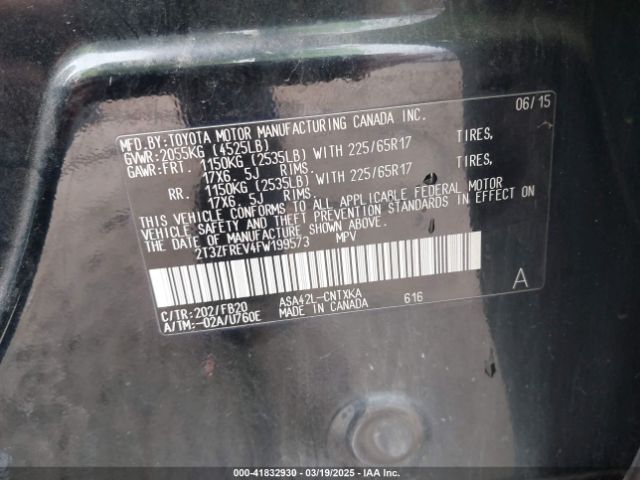 MFD.BY:TOYOTA MOTOR MANUFACTURING CANADA INC. 06/15
GVWR:2055KG (4525LB)
GAWR:FRT. 1150KG (2535LB) WITH 225/65R17 TIRES,
17X6. 5J RIMS.
RR. 1150KG (2535LB) WITH 225/65R17 TIRES,
17X6. 5J RIMS
THIS VEHICLE CONFORMS TO ALL APPLICABLE FEDERAL MOTOR
VEHICLE SAFETY AND THEFT PREVENTION STANDARDS IN EFFECT ON
THE DATE OF MANUFACTURE SHOWN ABOVE.
2T3ZFREV4FW199573 MPV
A
C/TR:202/FB20 ASA42L-CNTXKA 616
A/TM:-02A/U760E MADE IN CANADA
000-41832930 - 03/19/2025 - IAA Inc.